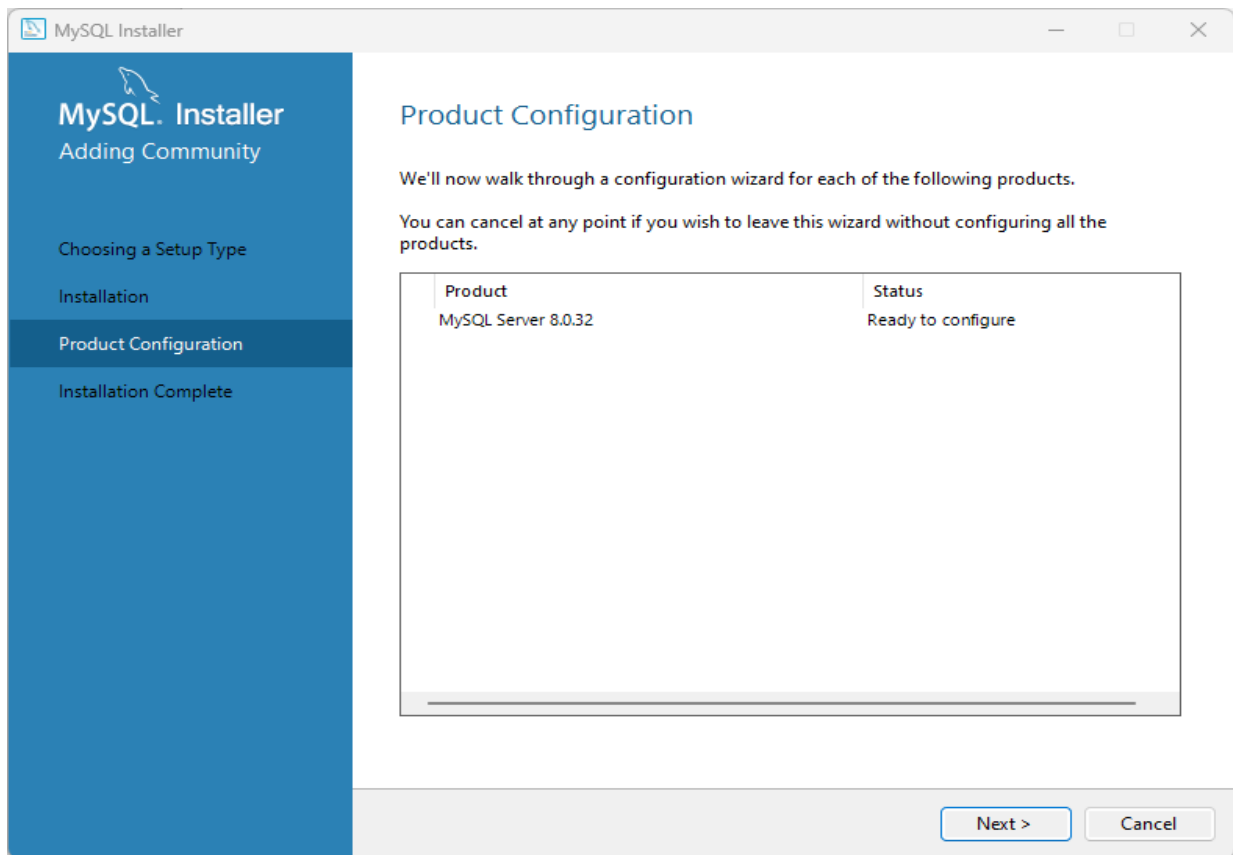 MySQL Installer
MySQL. Installer
Adding Community
Choosing a Setup Type
Installation
Product Configuration
Installation Complete
Product Configuration
We'll now walk through a configuration wizard for each of the following products.
You can cancel at any point if you wish to leave this wizard without configuring all the
products.
Product Status
MySQL Server 8.0.32 Ready to configure
Next > Cancel